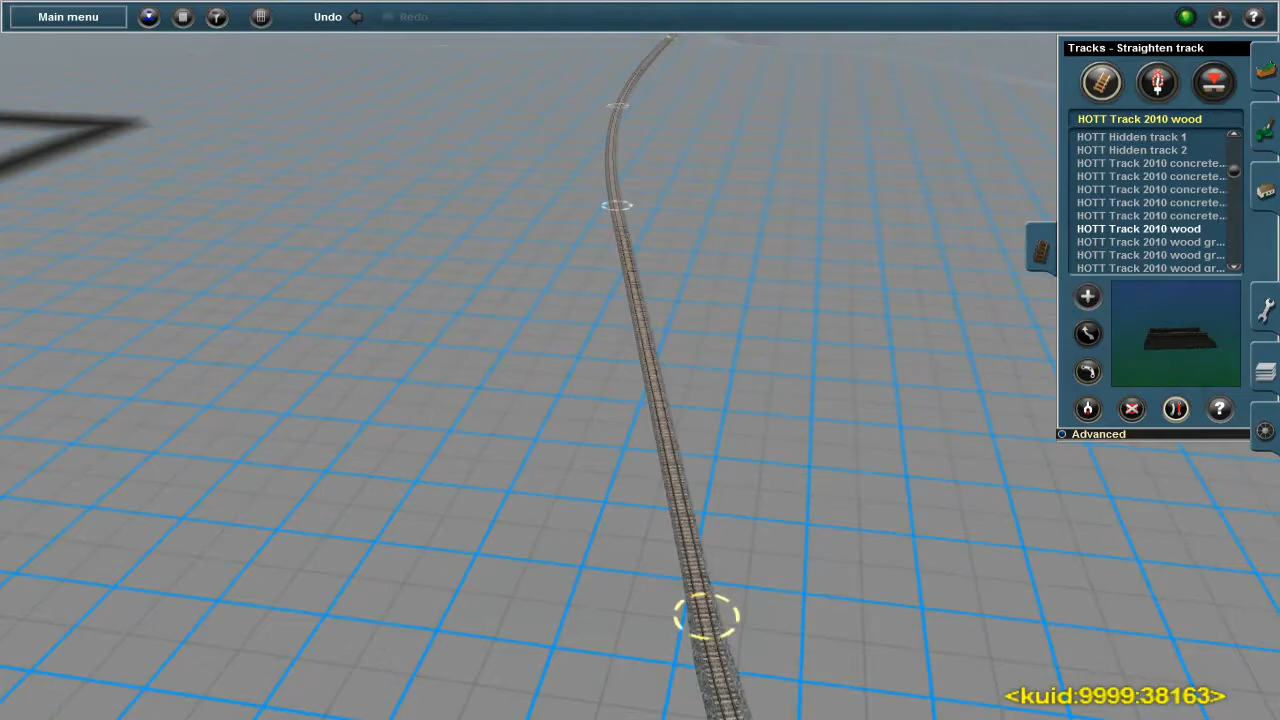 Main menu
Undo
Redo
?
Tracks - Straighten track
HOTT Track 2010 wood
HOTT Hidden track 1
HOTT Hidden track 2
HOTT Track 2010 concrete...
HOTT Track 2010 concrete...
HOTT Track 2010 concrete...
HOTT Track 2010 concrete...
HOTT Track 2010 concrete...
HOTT Track 2010 wood
HOTT Track 2010 wood gr...
HOTT Track 2010 wood gr...
HOTT Track 2010 wood gr...
?
Advanced
<kuid:9999:38163>